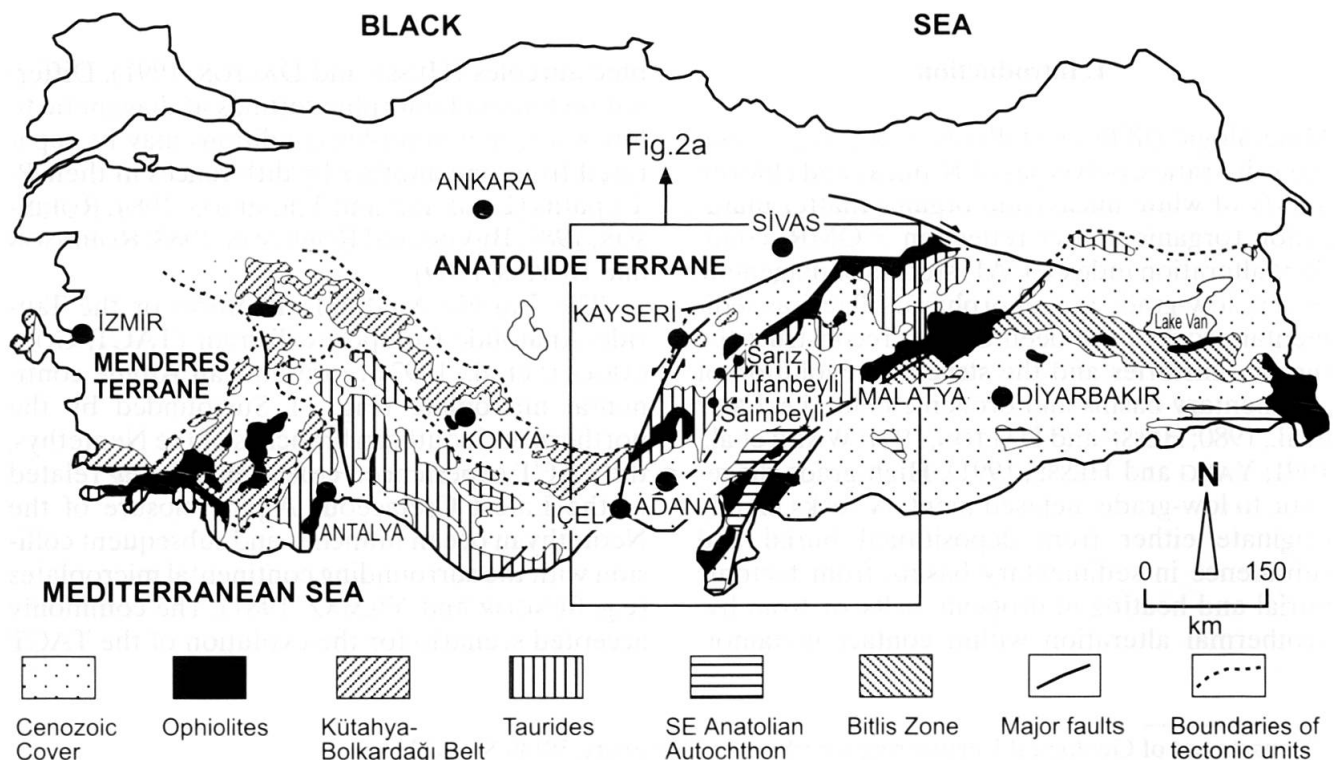 BLACK SEA
Fig.2a
ANKARA
SİVAS
ANATOLIDE TERRANE
KAYSERİ
Lake Van
İZMİR
MENDERES
TERRANE
Sarız
Tufanbeyli
MALATYA
DİYARBAKIR
Saimbeyli
KONYA
N
İÇEL
ADANA
ANTALYA
MEDITERRANEAN SEA
0 150
km
Cenozoic
Cover
Ophiolites
Kütahya-
Bolkardağı Belt
Taurides
SE Anatolian
Autochthon
Bitlis Zone
Major faults
Boundaries of
tectonic units